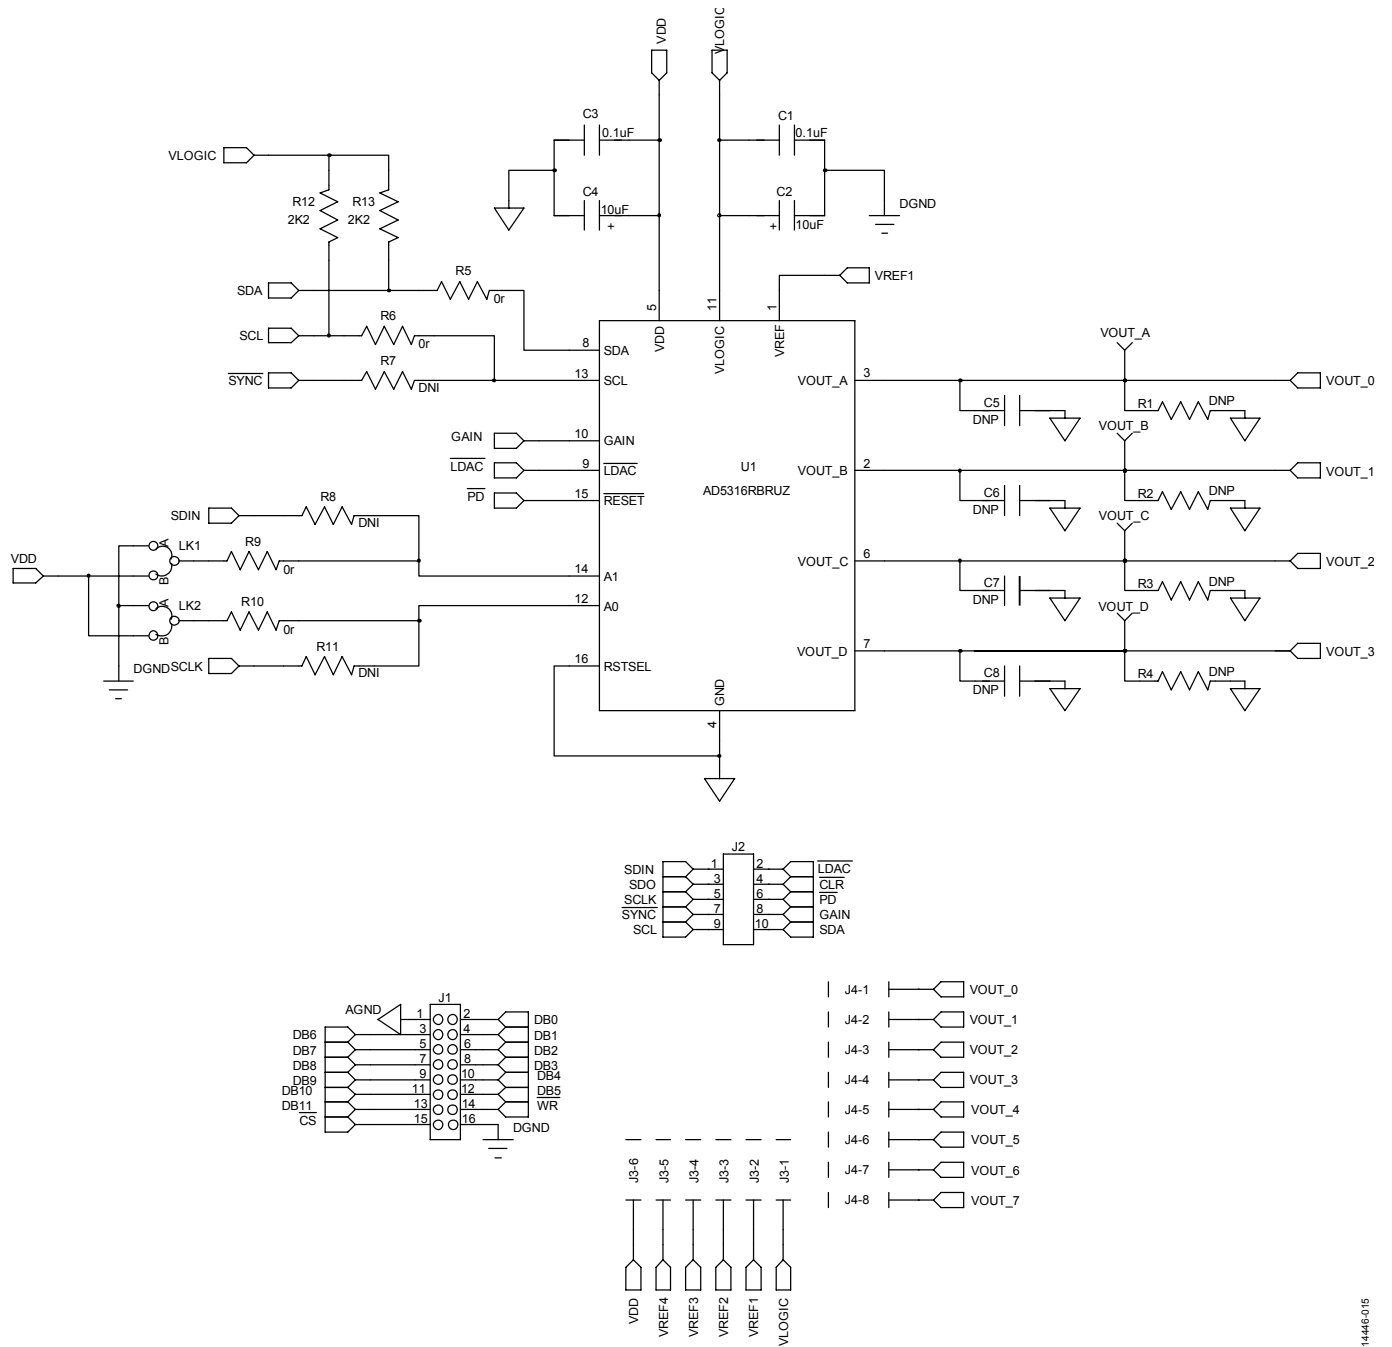 VDD
VLOGIC
C3
0.1uF
C1
0.1uF
VLOGIC
C4
10uF
+
C2
+
10uF
DGND
R12
2K2
R13
2K2
VREF1
SDA
R5
0r
SCL
R6
0r
SYNC
R7
DNI
5
VDD
11
VLOGIC
1
VREF
8
SDA
13
SCL
GAIN
10
GAIN
LDAC
9
LDAC
PD
15
RESET
U1
AD5316RBRUZ
VOUT_A
3
VOUT_A
VOUT_0
C5
DNP
R1
DNP
VOUT_B
2
VOUT_B
VOUT_1
C6
DNP
R2
DNP
VOUT_C
6
VOUT_C
VOUT_2
C7
DNP
R3
DNP
VOUT_D
7
VOUT_D
VOUT_3
C8
DNP
R4
DNP
SDIN
R8
DNI
VDD
A
B
LK1
R9
0r
14
A1
A
B
LK2
R10
0r
12
A0
DGND
SCLK
R11
DNI
16
RSTSEL
GND
4
J2
SDIN
1
2
LDAC
SDO
3
4
CLR
SCLK
5
6
PD
SYNC
7
8
GAIN
SCL
9
10
SDA
J1
AGND
1
2
DB0
DB6
3
4
DB1
DB7
5
6
DB2
DB8
7
8
DB3
DB9
9
10
DB4
DB10
11
12
DB5
DB11
13
14
WR
CS
15
16
DGND
J4-1
VOUT_0
J4-2
VOUT_1
J4-3
VOUT_2
J4-4
VOUT_3
J4-5
VOUT_4
J4-6
VOUT_5
J4-7
VOUT_6
J4-8
VOUT_7
J3-6
J3-5
J3-4
J3-3
J3-2
J3-1
VDD
VREF4
VREF3
VREF2
VREF1
VLOGIC
14446-015